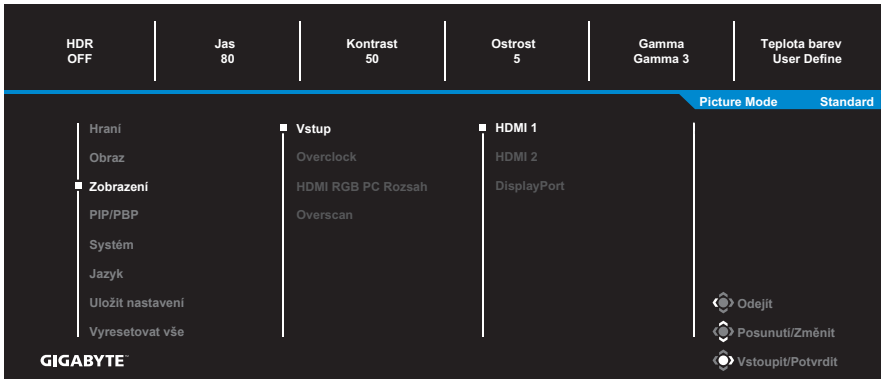 HDR Jas Kontrast Ostrost Gamma Teplota barev
OFF 80 50 5 Gamma 3 User Define
Picture Mode Standard
Hraní Vstup HDMI 1
Obraz Overclock HDMI 2
Zobrazení HDMI RGB PC Rozsah DisplayPort
PIP/PBP Overscan
Systém
Jazyk
Uložit nastavení Odejít
Vyresetovat vše Posunutí/Změnit
GIGABYTE™ Vstoupit/Potvrdit